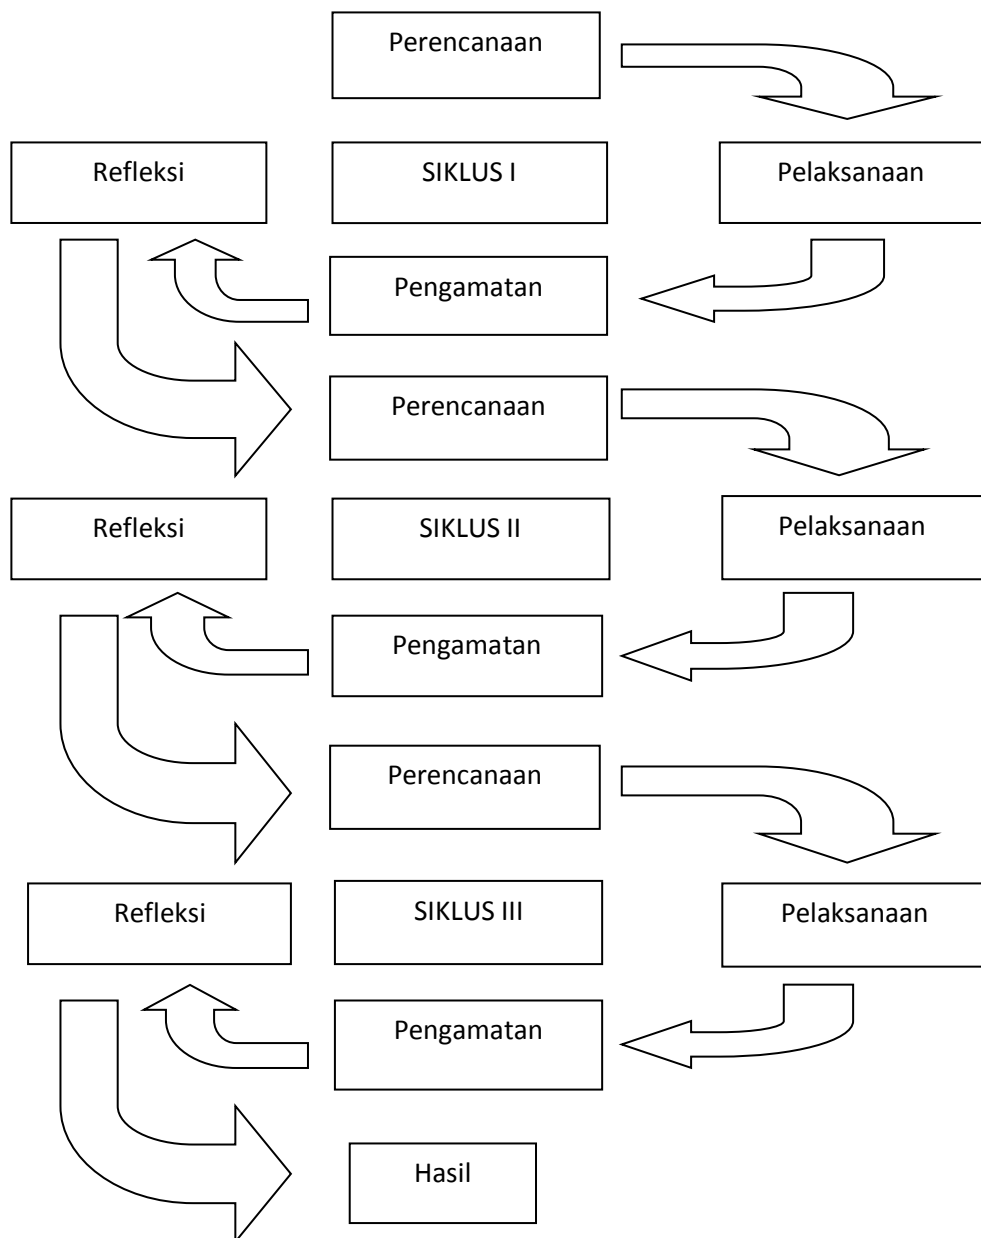 Perencanaan
Refleksi
SIKLUS I
Pelaksanaan
Pengamatan
Perencanaan
Refleksi
SIKLUS II
Pelaksanaan
Pengamatan
Perencanaan
Refleksi
SIKLUS III
Pelaksanaan
Pengamatan
Hasil